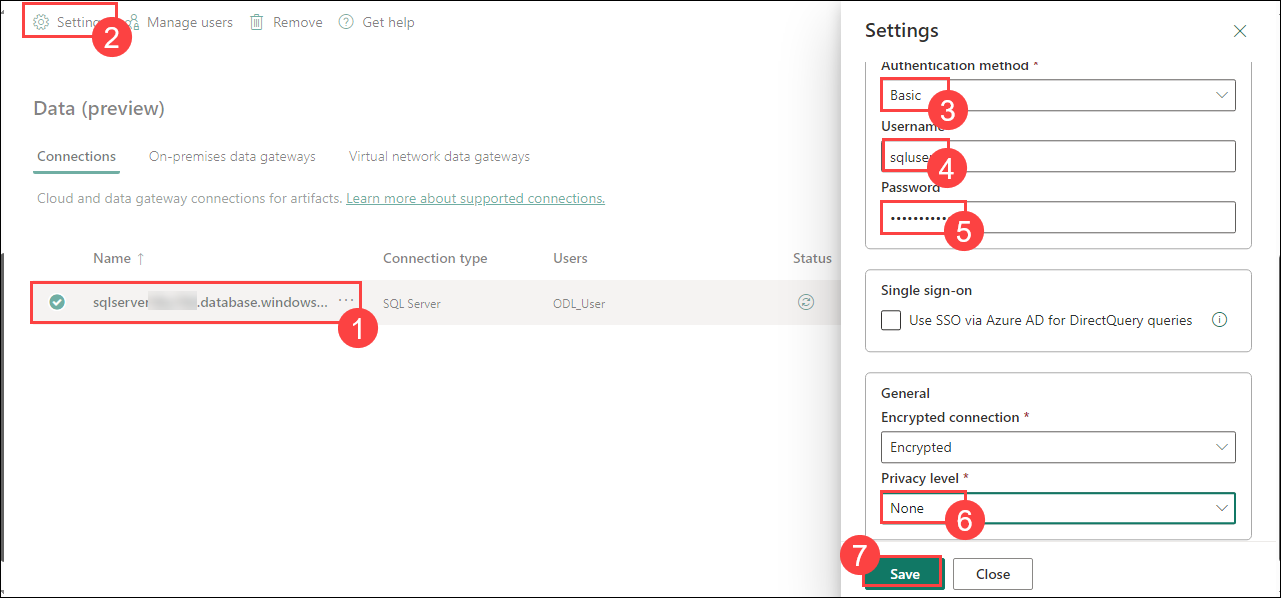 Setting Manage users Remove Get help
2
Data (preview)
Connections On-premises data gateways Virtual network data gateways
Cloud and data gateway connections for artifacts. Learn more about supported connections.
Name ↑ Connection type Users Status
sqlserver .database.windows... ... SQL Server ODL_User
1
Settings
Authentication method *
Basic
3
Username
sqluse
4
Password
••••••••••
5
Single sign-on
Use SSO via Azure AD for DirectQuery queries
General
Encrypted connection *
Encrypted
Privacy level *
None
6
7
Save Close